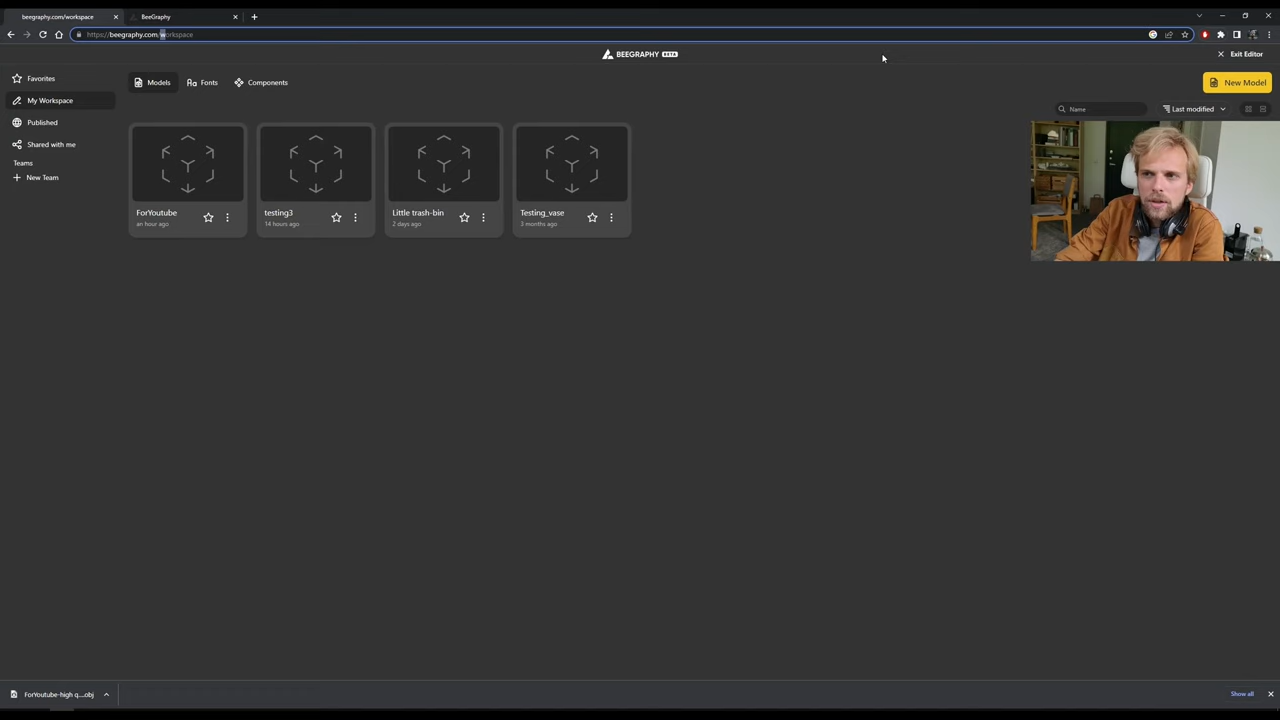 beegraphy.com/workspace
BeeGraphy
https://beegraphy.com/workspace
BEEGRAPHY BETA
Exit Editor
Favorites
My Workspace
Published
Shared with me
Teams
New Team
Models
Fonts
Components
New Model
Name
Last modified
ForYoutube
an hour ago
testing3
14 hours ago
Little trash-bin
2 days ago
Testing_vase
3 months ago
ForYoutube-high q....obj
Show all